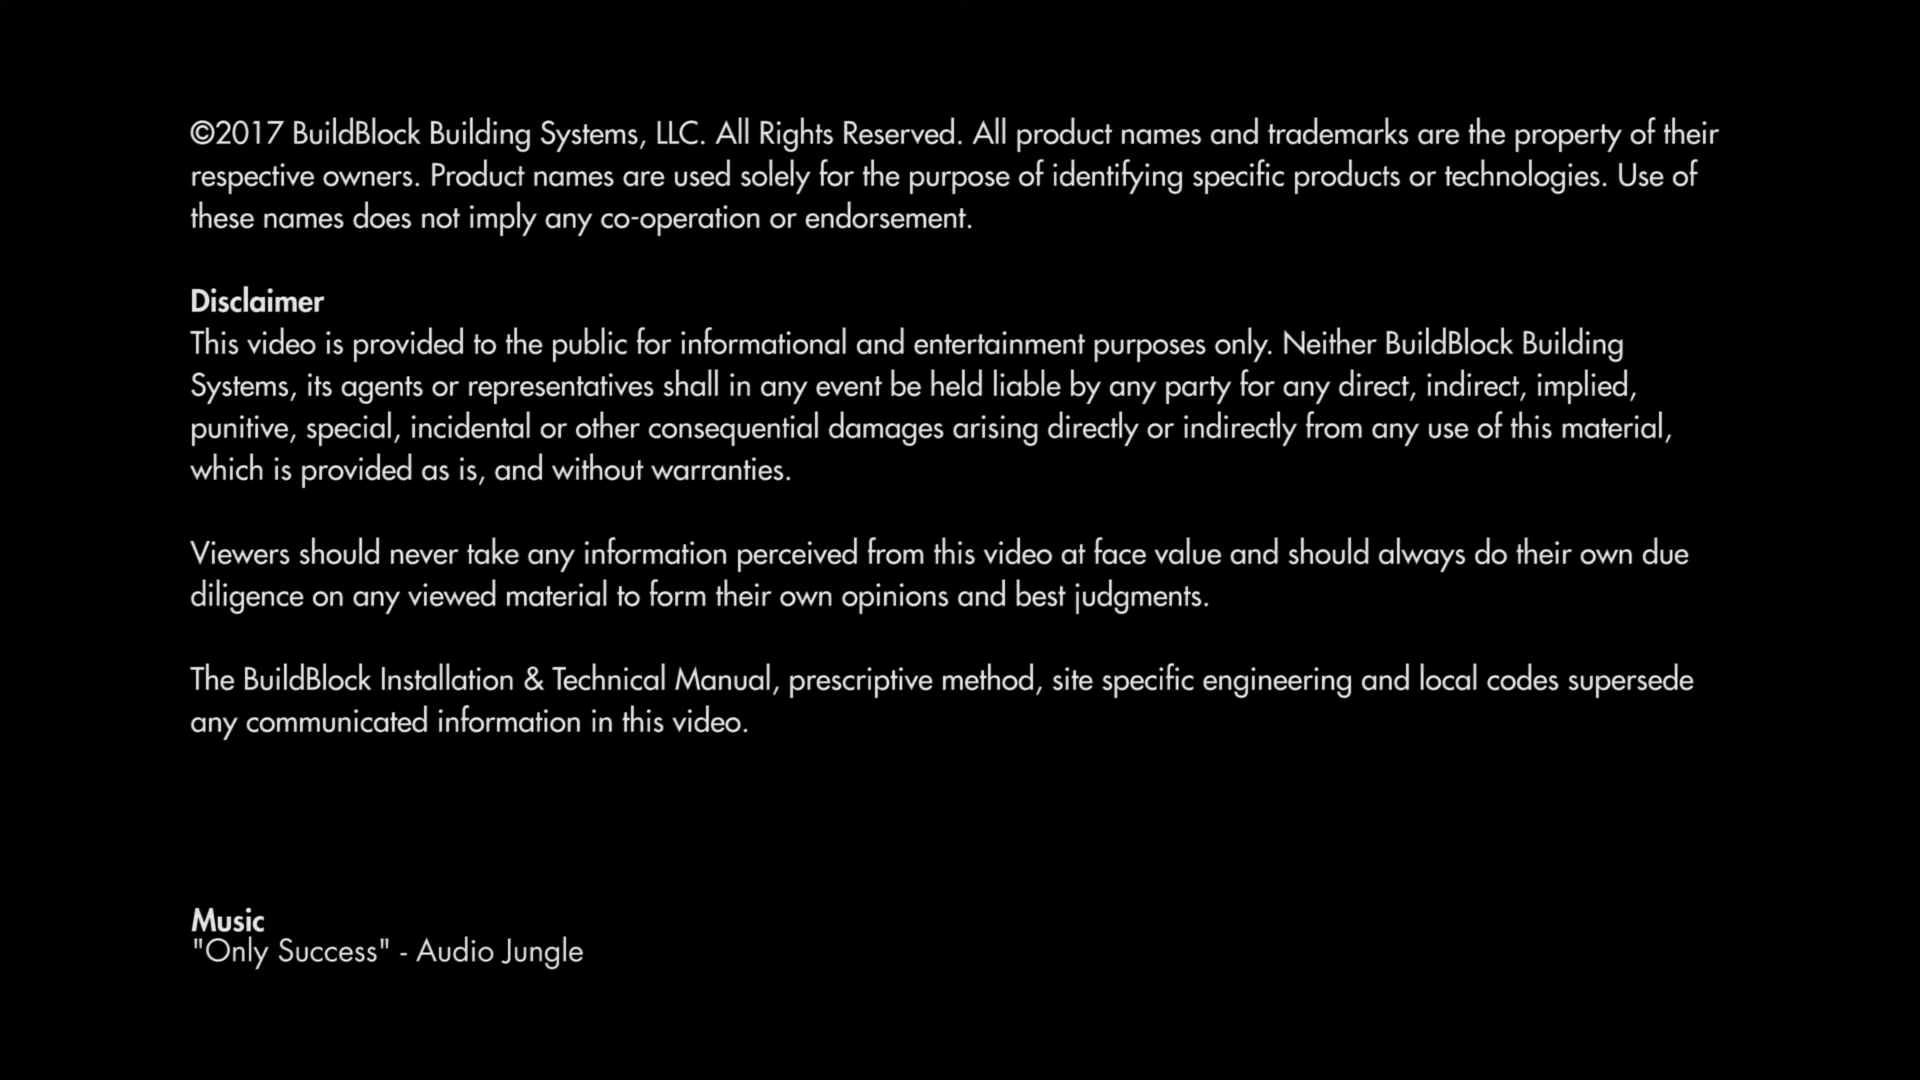 ©2017 BuildBlock Building Systems, LLC. All Rights Reserved. All product names and trademarks are the property of their
respective owners. Product names are used solely for the purpose of identifying specific products or technologies. Use of
these names does not imply any co-operation or endorsement.
Disclaimer
This video is provided to the public for informational and entertainment purposes only. Neither BuildBlock Building
Systems, its agents or representatives shall in any event be held liable by any party for any direct, indirect, implied,
punitive, special, incidental or other consequential damages arising directly or indirectly from any use of this material,
which is provided as is, and without warranties.
Viewers should never take any information perceived from this video at face value and should always do their own due
diligence on any viewed material to form their own opinions and best judgments.
The BuildBlock Installation & Technical Manual, prescriptive method, site specific engineering and local codes supersede
any communicated information in this video.
Music
"Only Success" - Audio Jungle